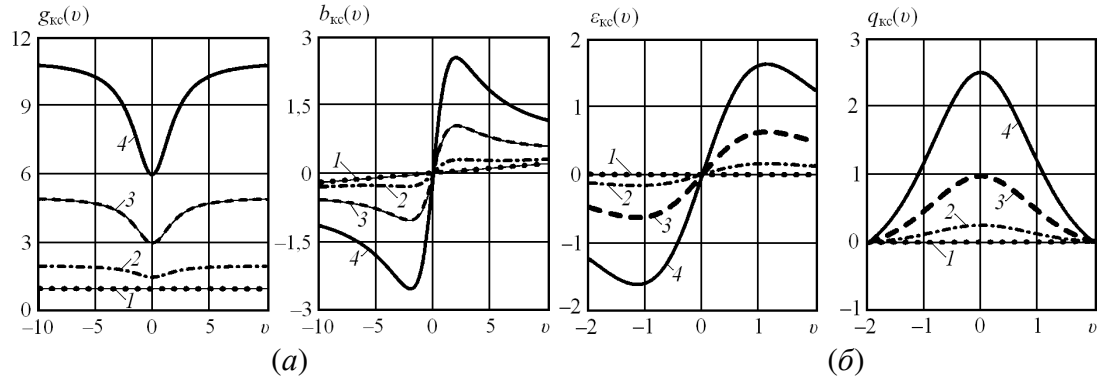 g_кс(υ) b_кс(υ) ε_кс(υ) q_кс(υ)
12 3 2 3
9 1.5 1 2
6 0 0 1
3 −1.5 −1 0
0 −3 −2 −1
4 3 2 1
1 2 3 4
1 2 3 4
4 2 3 1
−10 −5 0 5 υ −10 −5 0 5 υ −2 −1 0 1 υ −2 −1 0 1 υ
(а) (б)